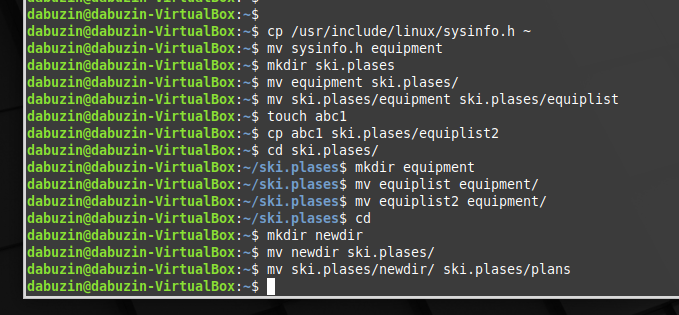 dabuzin@dabuzin-VirtualBox:~$
dabuzin@dabuzin-VirtualBox:~$ cp /usr/include/linux/sysinfo.h ~
dabuzin@dabuzin-VirtualBox:~$ mv sysinfo.h equipment
dabuzin@dabuzin-VirtualBox:~$ mkdir ski.plases
dabuzin@dabuzin-VirtualBox:~$ mv equipment ski.plases/
dabuzin@dabuzin-VirtualBox:~$ mv ski.plases/equipment ski.plases/equiplist
dabuzin@dabuzin-VirtualBox:~$ touch abc1
dabuzin@dabuzin-VirtualBox:~$ cp abc1 ski.plases/equiplist2
dabuzin@dabuzin-VirtualBox:~$ cd ski.plases/
dabuzin@dabuzin-VirtualBox:~/ski.plases$ mkdir equipment
dabuzin@dabuzin-VirtualBox:~/ski.plases$ mv equiplist equipment/
dabuzin@dabuzin-VirtualBox:~/ski.plases$ mv equiplist2 equipment/
dabuzin@dabuzin-VirtualBox:~/ski.plases$ cd
dabuzin@dabuzin-VirtualBox:~$ mkdir newdir
dabuzin@dabuzin-VirtualBox:~$ mv newdir ski.plases/
dabuzin@dabuzin-VirtualBox:~$ mv ski.plases/newdir/ ski.plases/plans
dabuzin@dabuzin-VirtualBox:~$